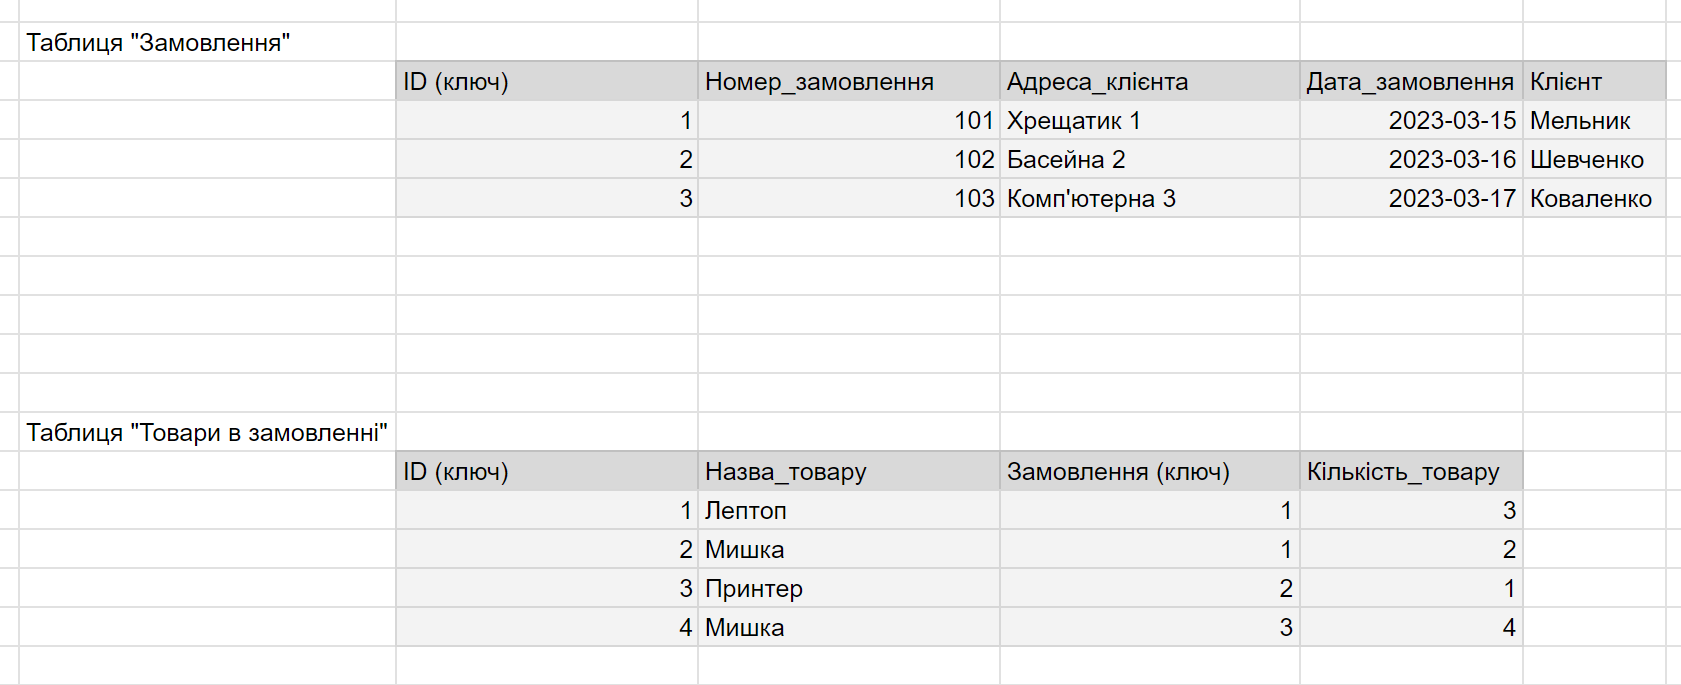 Таблиця "Замовлення"
ID (ключ) Номер_замовлення Адреса_клієнта Дата_замовлення Клієнт
1 101 Хрещатик 1 2023-03-15 Мельник
2 102 Басейна 2 2023-03-16 Шевченко
3 103 Комп'ютерна 3 2023-03-17 Коваленко
Таблиця "Товари в замовленні"
ID (ключ) Назва_товару Замовлення (ключ) Кількість_товару
1 Лептоп 1 3
2 Мишка 1 2
3 Принтер 2 1
4 Мишка 3 4